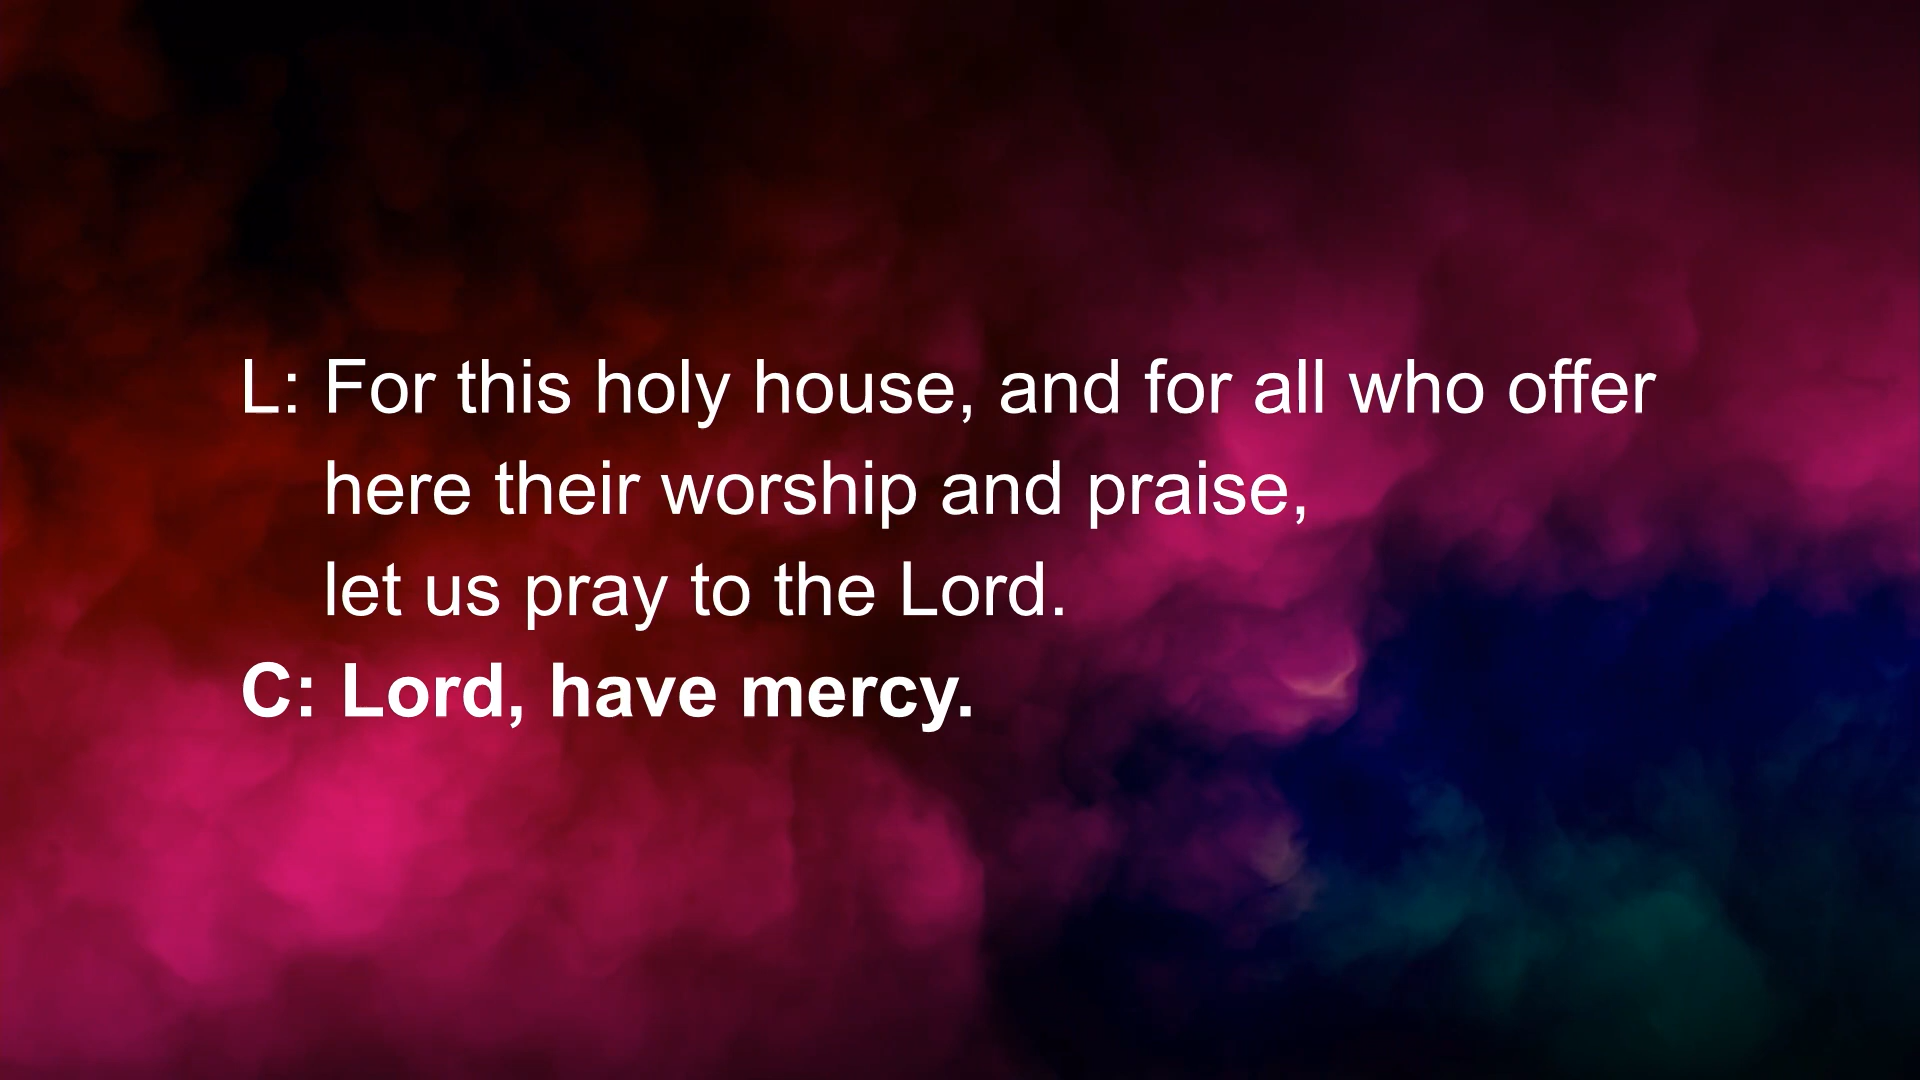 L: For this holy house, and for all who offer
here their worship and praise,
let us pray to the Lord.
C: Lord, have mercy.